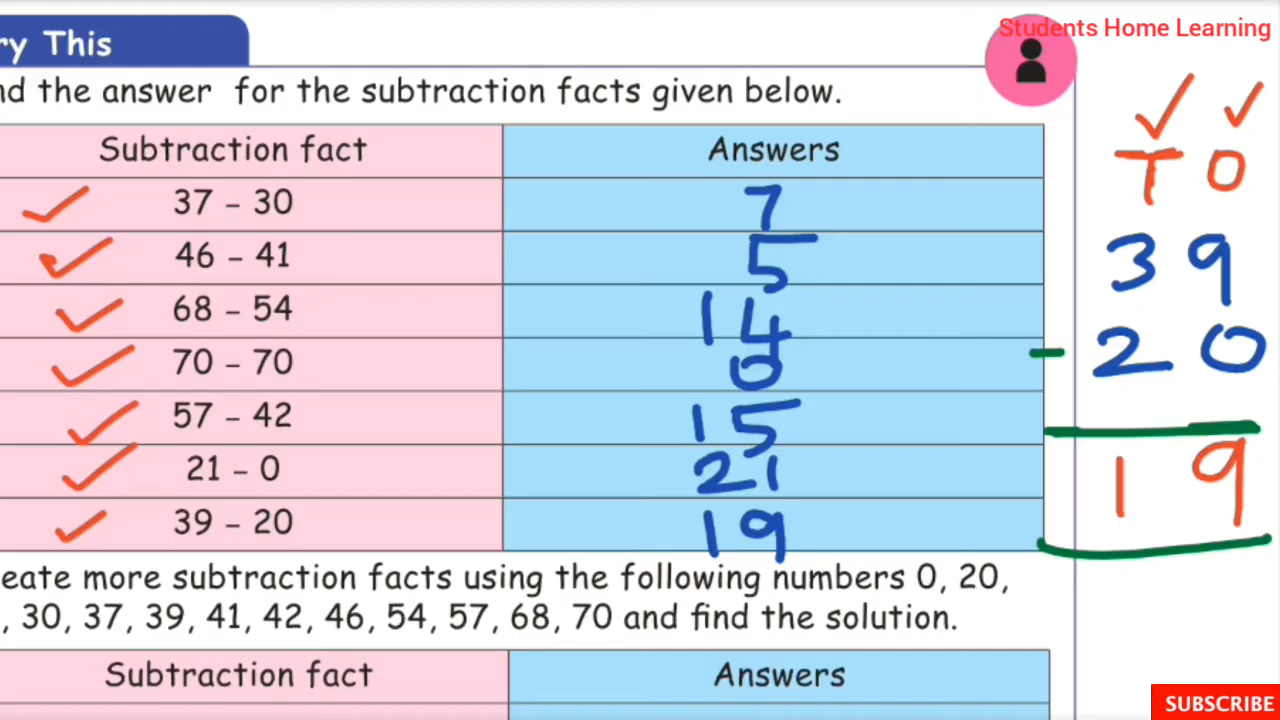 Students Home Learning
ry This
nd the answer for the subtraction facts given below.
Subtraction fact Answers
37 – 30 7
46 – 41 5
68 – 54 14
70 – 70 0
57 – 42 15
21 – 0 21
39 – 20 19
T O
39
- 20
19
eate more subtraction facts using the following numbers 0, 20,
, 30, 37, 39, 41, 42, 46, 54, 57, 68, 70 and find the solution.
Subtraction fact Answers
SUBSCRIBE